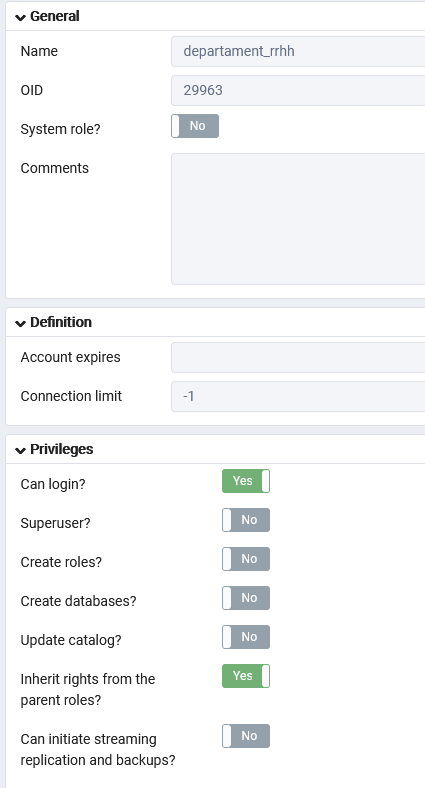 General
Name
departament_rrhh
OID
29963
System role?
No
Comments
Definition
Account expires
Connection limit
-1
Privileges
Can login?
Yes
Superuser?
No
Create roles?
No
Create databases?
No
Update catalog?
No
Inherit rights from the
parent roles?
Yes
Can initiate streaming
replication and backups?
No